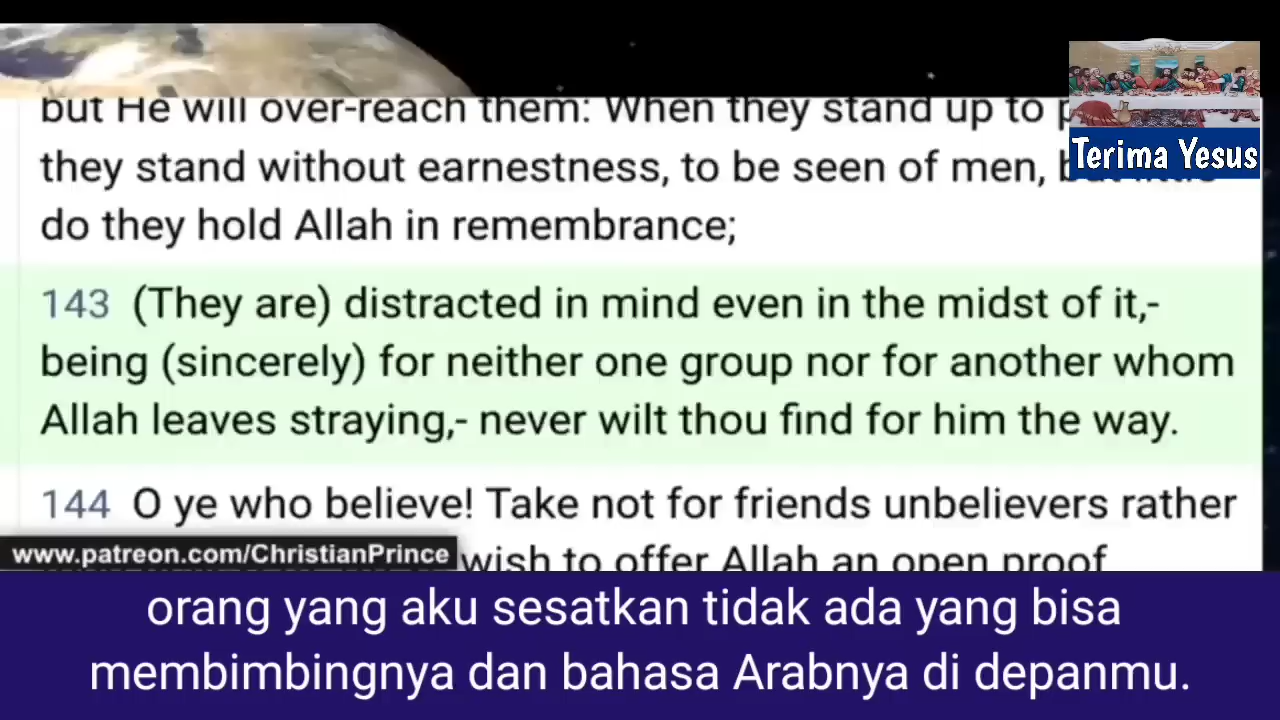 but He will over-reach them: When they stand up to
they stand without earnestness, to be seen of men,
do they hold Allah in remembrance;
Terima Yesus
143 (They are) distracted in mind even in the midst of it,-
being (sincerely) for neither one group nor for another whom
Allah leaves straying,- never wilt thou find for him the way.
144 O ye who believe! Take not for friends unbelievers rather
www.patreon.com/ChristianPrince
wish to offer Allah an open proof
orang yang aku sesatkan tidak ada yang bisa
membimbingnya dan bahasa Arabnya di depanmu.